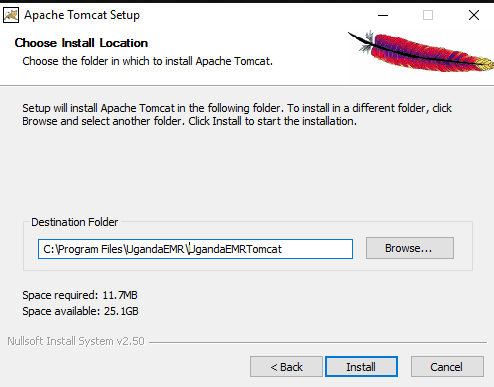 Apache Tomcat Setup
Choose Install Location
Choose the folder in which to install Apache Tomcat.
Setup will install Apache Tomcat in the following folder. To install in a different folder, click
Browse and select another folder. Click Install to start the installation.
Destination Folder
C:\Program Files\UgandaEMR\UgandaEMRTomcat
Browse...
Space required: 11.7MB
Space available: 25.1GB
Nullsoft Install System v2.50
< Back
Install
Cancel